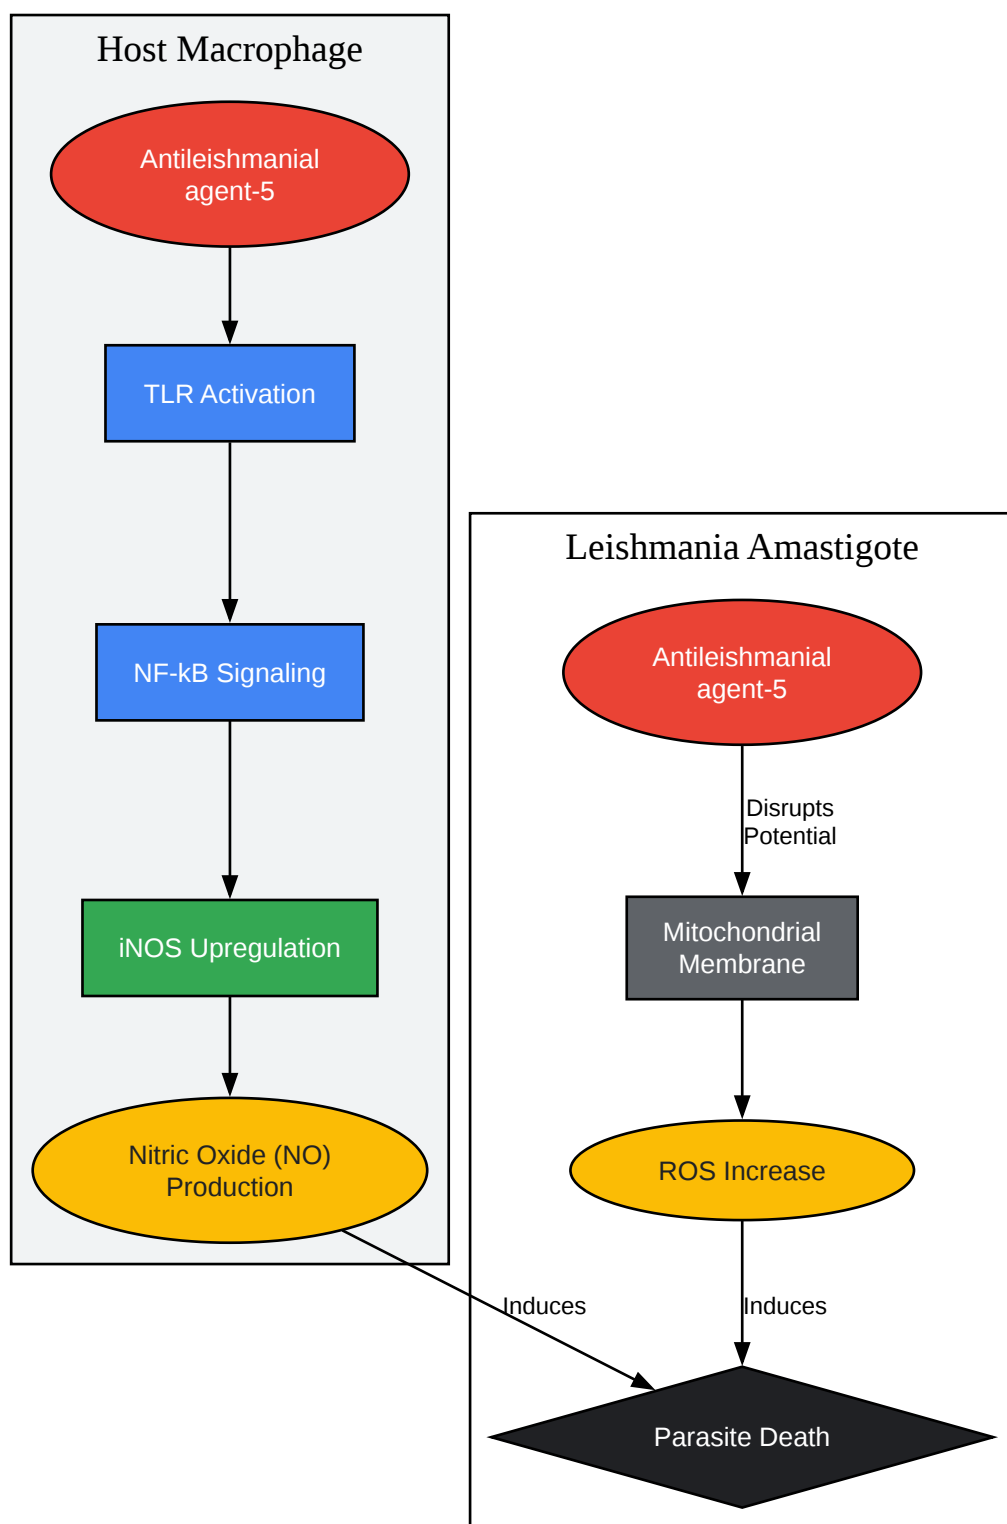 Host Macrophage
Antileishmanial
agent-5
TLR Activation
NF-kB Signaling
iNOS Upregulation
Nitric Oxide (NO)
Production
Induces
Leishmania Amastigote
Antileishmanial
agent-5
Disrupts
Potential
Mitochondrial
Membrane
ROS Increase
Induces
Parasite Death